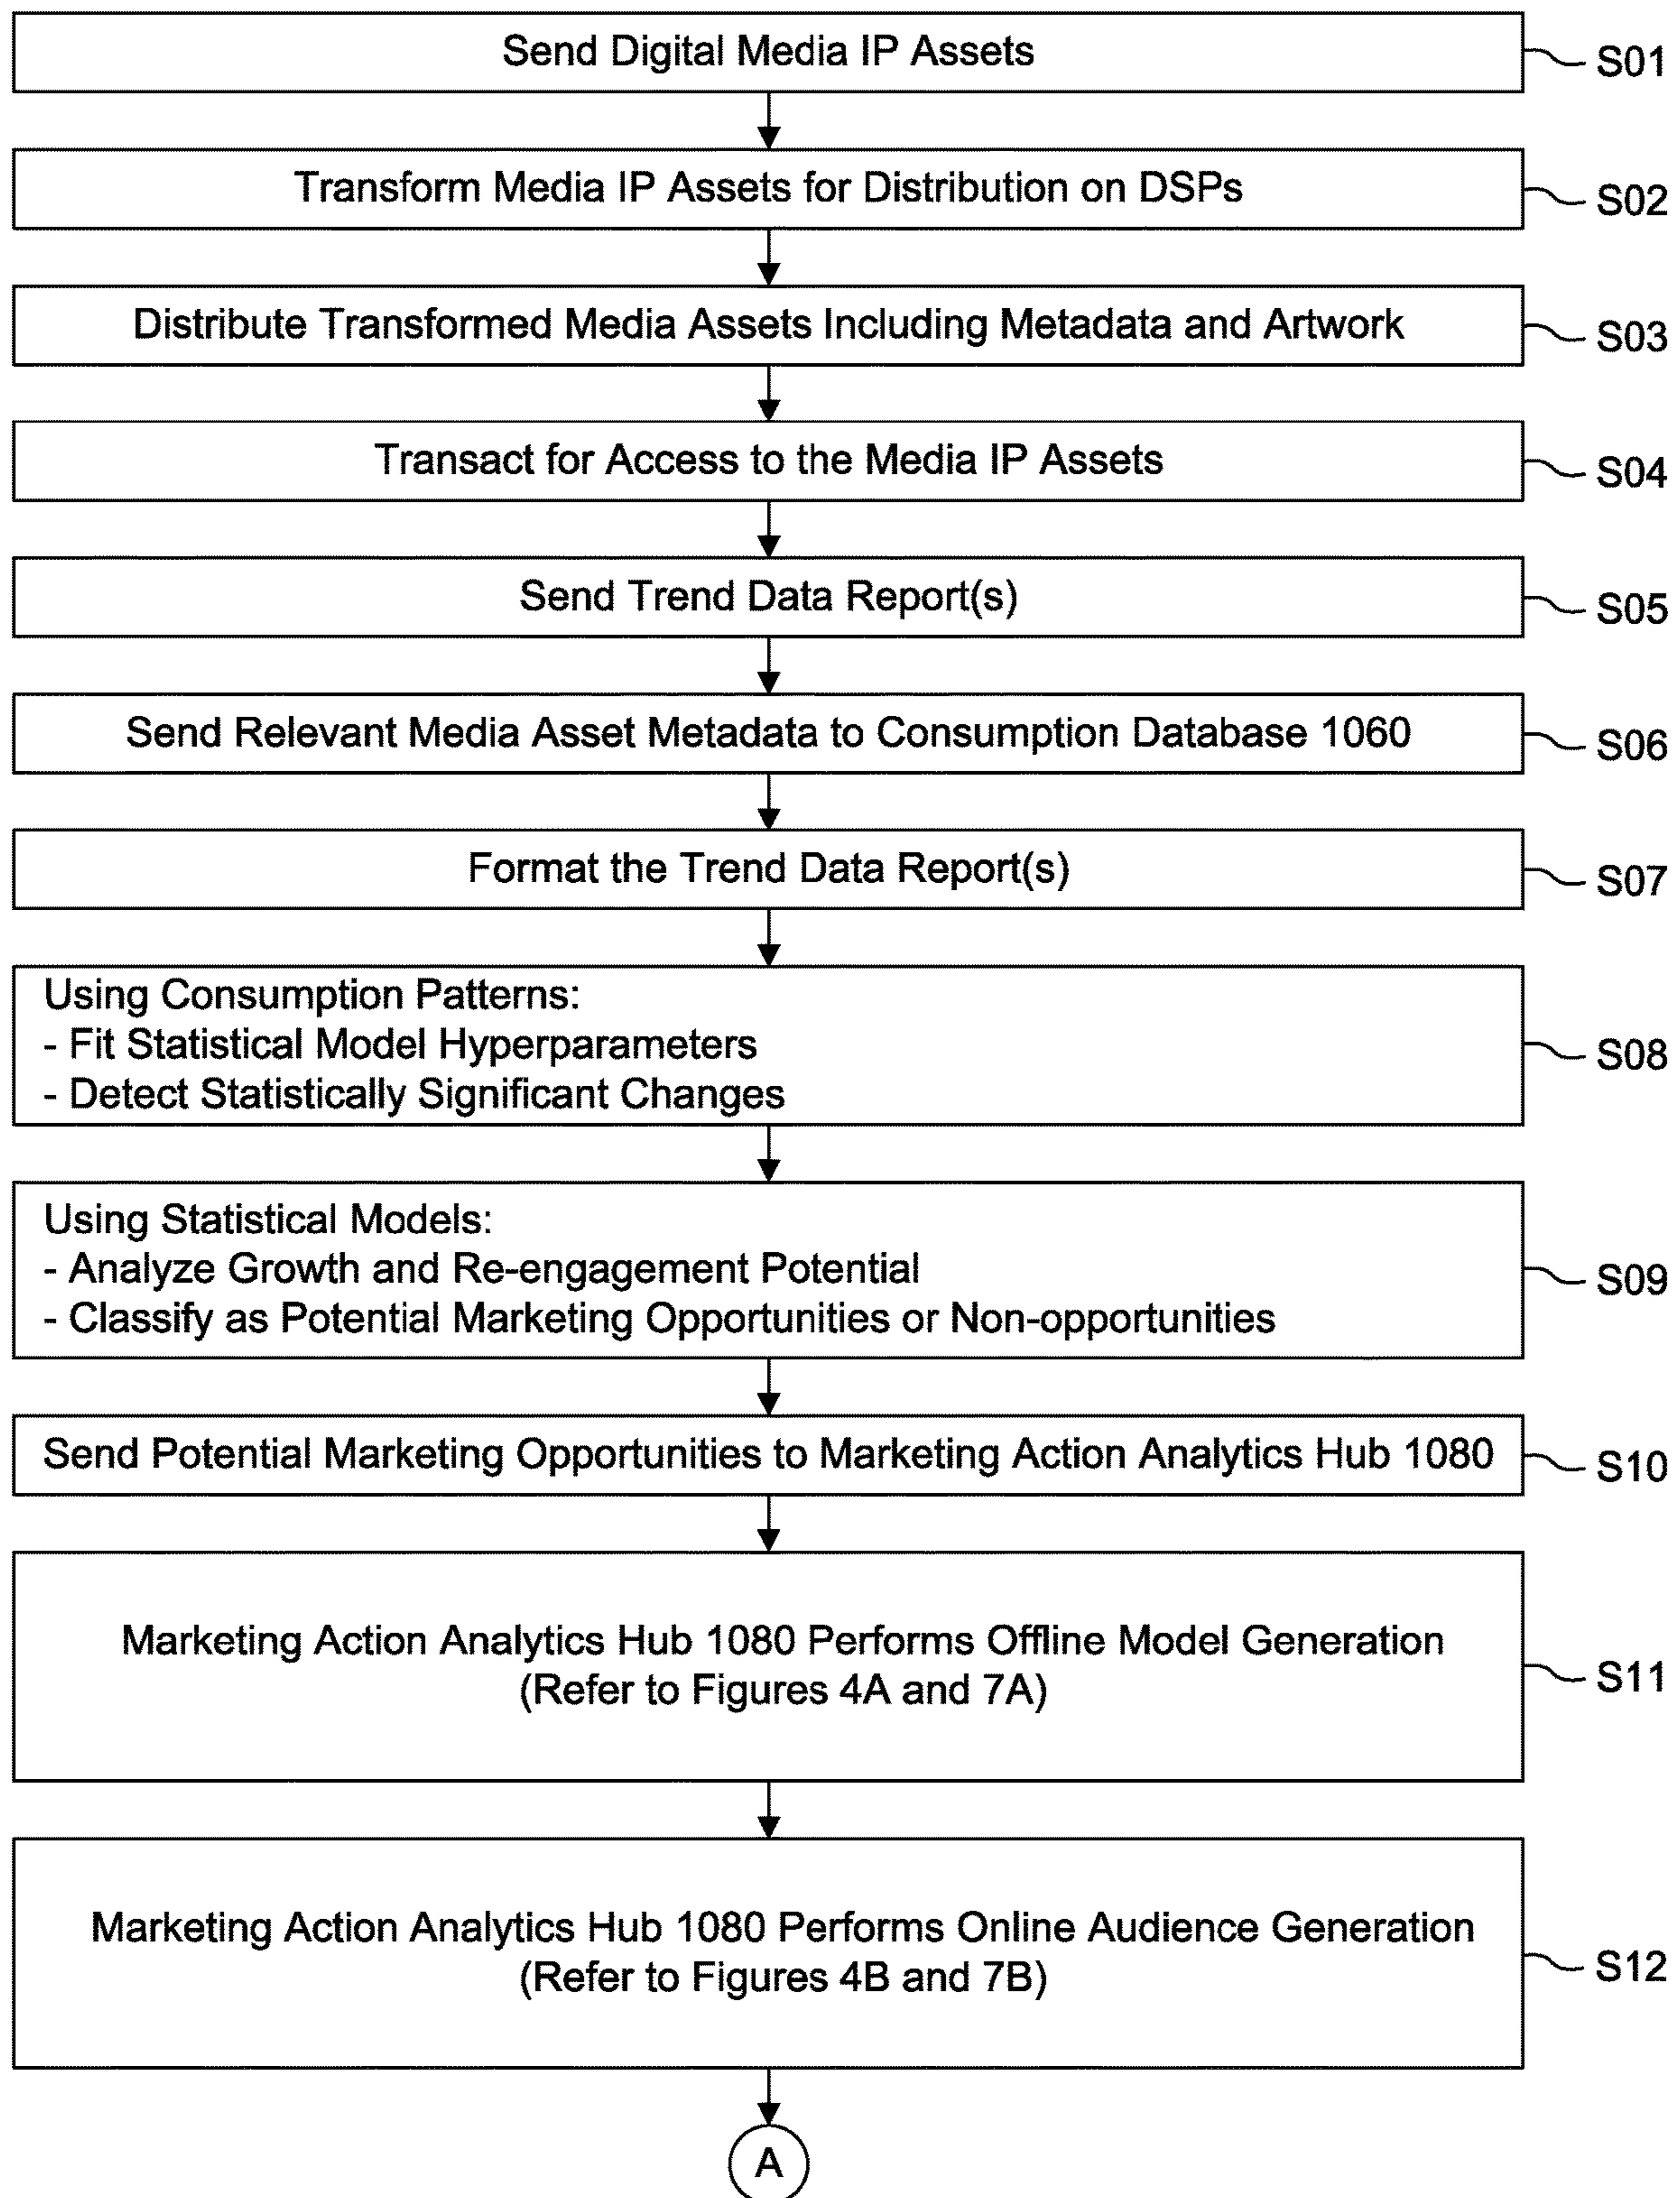 Send Digital Media IP Assets
S01
Transform Media IP Assets for Distribution on DSPs
S02
Distribute Transformed Media Assets Including Metadata and Artwork
S03
Transact for Access to the Media IP Assets
S04
Send Trend Data Report(s)
S05
Send Relevant Media Asset Metadata to Consumption Database 1060
S06
Format the Trend Data Report(s)
S07
Using Consumption Patterns:
- Fit Statistical Model Hyperparameters
- Detect Statistically Significant Changes
S08
Using Statistical Models:
- Analyze Growth and Re-engagement Potential
- Classify as Potential Marketing Opportunities or Non-opportunities
S09
Send Potential Marketing Opportunities to Marketing Action Analytics Hub 1080
S10
Marketing Action Analytics Hub 1080 Performs Offline Model Generation
(Refer to Figures 4A and 7A)
S11
Marketing Action Analytics Hub 1080 Performs Online Audience Generation
(Refer to Figures 4B and 7B)
S12
A